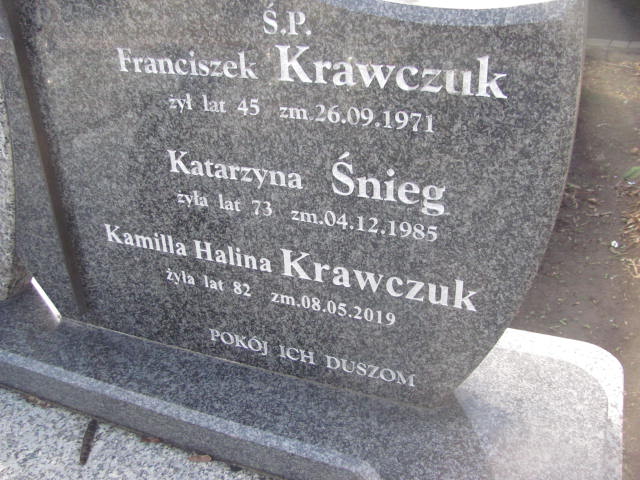 Ś.P.
Franciszek Krawczuk
żył lat 45 zm.26.09.1971
Katarzyna Śnieg
żyła lat 73 zm.04.12.1985
Kamilla Halina Krawczuk
żyła lat 82 zm.08.05.2019
POKÓJ ICH DUSZOM